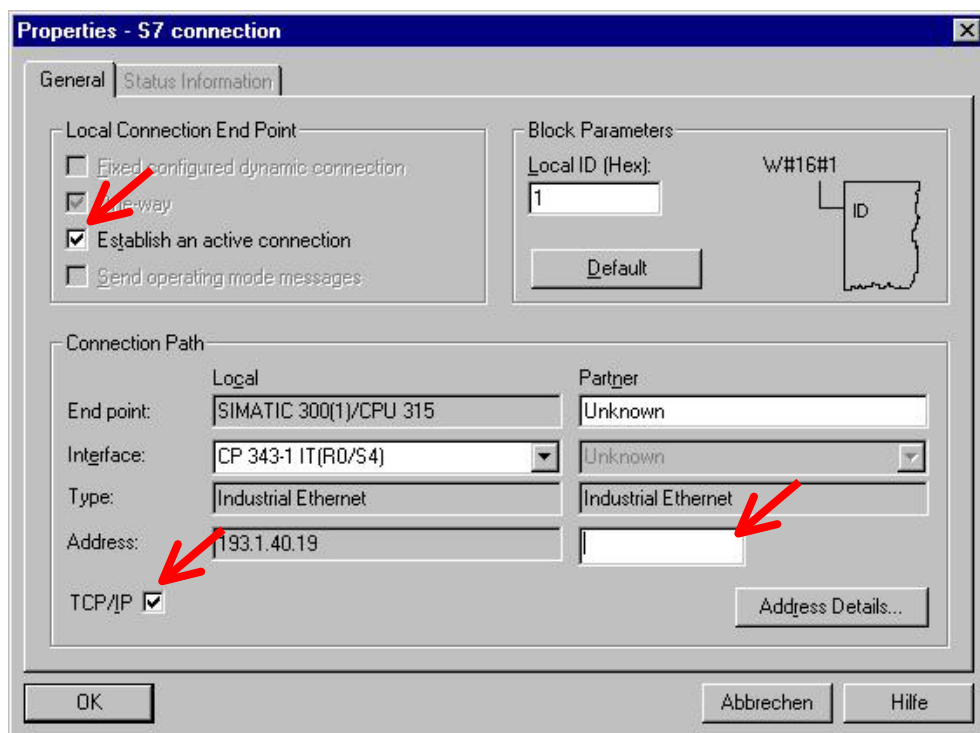 Properties - S7 connection
General
Status Information
Local Connection End Point
Fixed configured dynamic connection
Establish an active connection
Send operating mode messages
Block Parameters
Local ID (Hex):
1
W#16#1
ID
Default
Connection Path
Local Partner
End point: SIMATIC 300(1)/CPU 315 Unknown
Interface: CP 343-1 IT(R0/S4) Unknown
Type: Industrial Ethernet Industrial Ethernet
Address: 193.1.40.19
TCP/IP
Address Details...
OK Abbrechen Hilfe